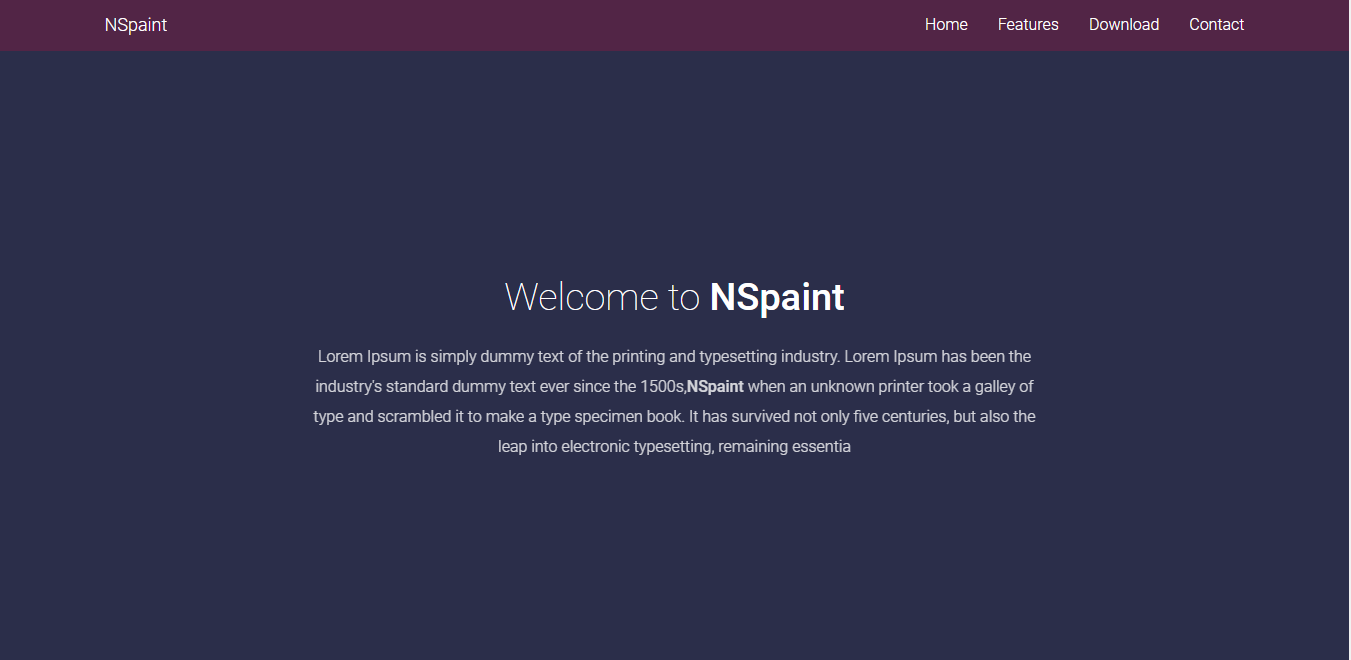 NSpaint
Home Features Download Contact
Welcome to NSpaint
Lorem Ipsum is simply dummy text of the printing and typesetting industry. Lorem Ipsum has been the
industry's standard dummy text ever since the 1500s,NSpaint when an unknown printer took a galley of
type and scrambled it to make a type specimen book. It has survived not only five centuries, but also the
leap into electronic typesetting, remaining essentia